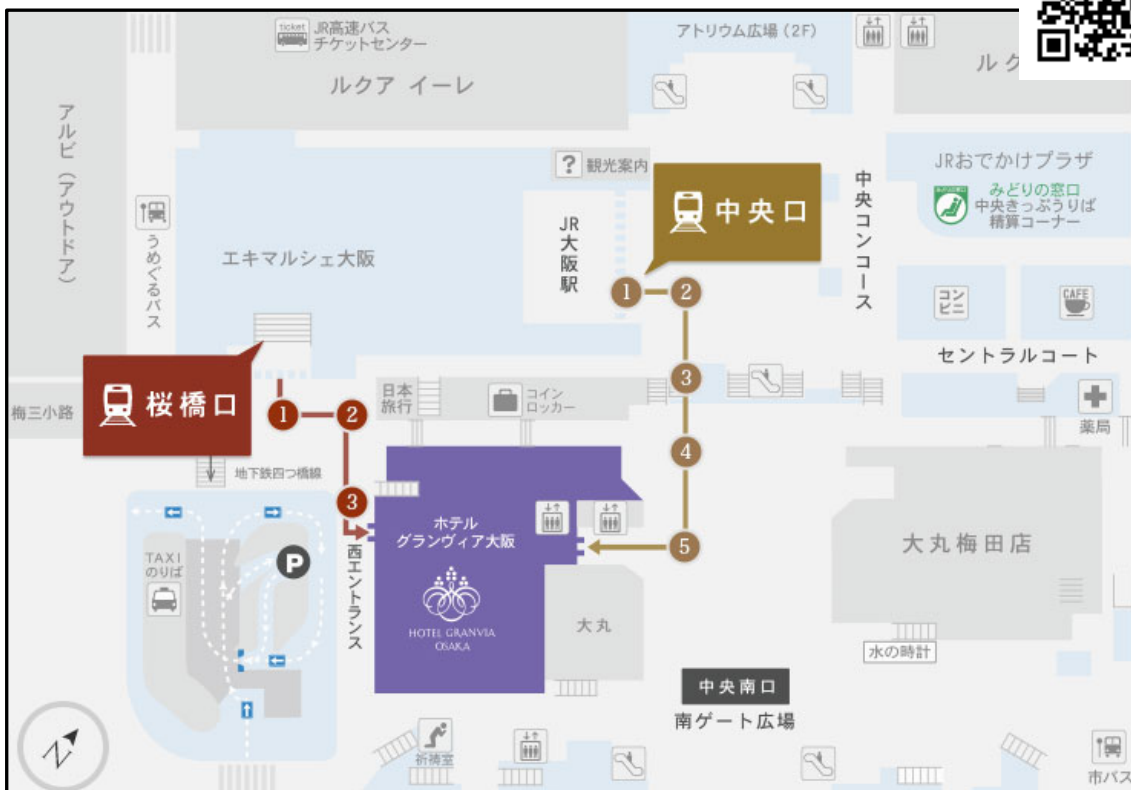 ticket
JR高速バス
チケットセンター
アトリウム広場(2F)
ルクア イーレ
アルビ(アウトドア)
? 観光案内
JRおでかけプラザ
みどりの窓口
中央きっぷうりば
精算コーナー
中央口
中央コンコース
JR大阪駅
うめぐるバス
エキマルシェ大阪
1
2
コンビニ
CAFE
セントラルコート
桜橋口
梅三小路
1
2
日本
旅行
コイン
ロッカー
3
薬局
地下鉄四つ橋線
4
3
ホテル
グランヴィア大阪
大丸梅田店
5
TAXI
のりば
P
西エントランス
HOTEL GRANVIA
OSAKA
大丸
水の時計
中央南口
南ゲート広場
N
祈祷室
市バス